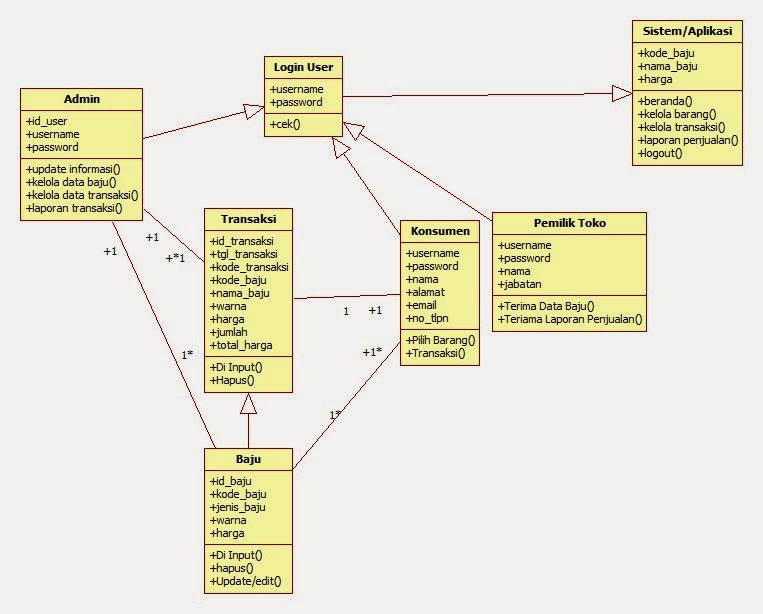 Sistem/Aplikasi
+kode_baju
+nama_baju
+harga
+beranda()
+kelola barang()
+kelola transaksi()
+laporan penjualan()
+logout()
Login User
+username
+password
+cek()
Admin
+id_user
+username
+password
+update informasi()
+kelola data baju()
+kelola data transaksi()
+laporan transaksi()
Transaksi
+id_transaksi
+tgl_transaksi
+kode_transaksi
+kode_baju
+nama_baju
+warna
+harga
+jumlah
+total_harga
+Di Input()
+Hapus()
Konsumen
+username
+password
+nama
+alamat
+email
+no_tlpn
+Pilih Barang()
+Transaksi()
Pemilik Toko
+username
+password
+nama
+jabatan
+Terima Data Baju()
+Teriama Laporan Penjualan()
+1
+1
+*1
1
+1
1*
+1*
1*
Baju
+id_baju
+kode_baju
+jenis_baju
+warna
+harga
+Di Input()
+hapus()
+Update/edit()